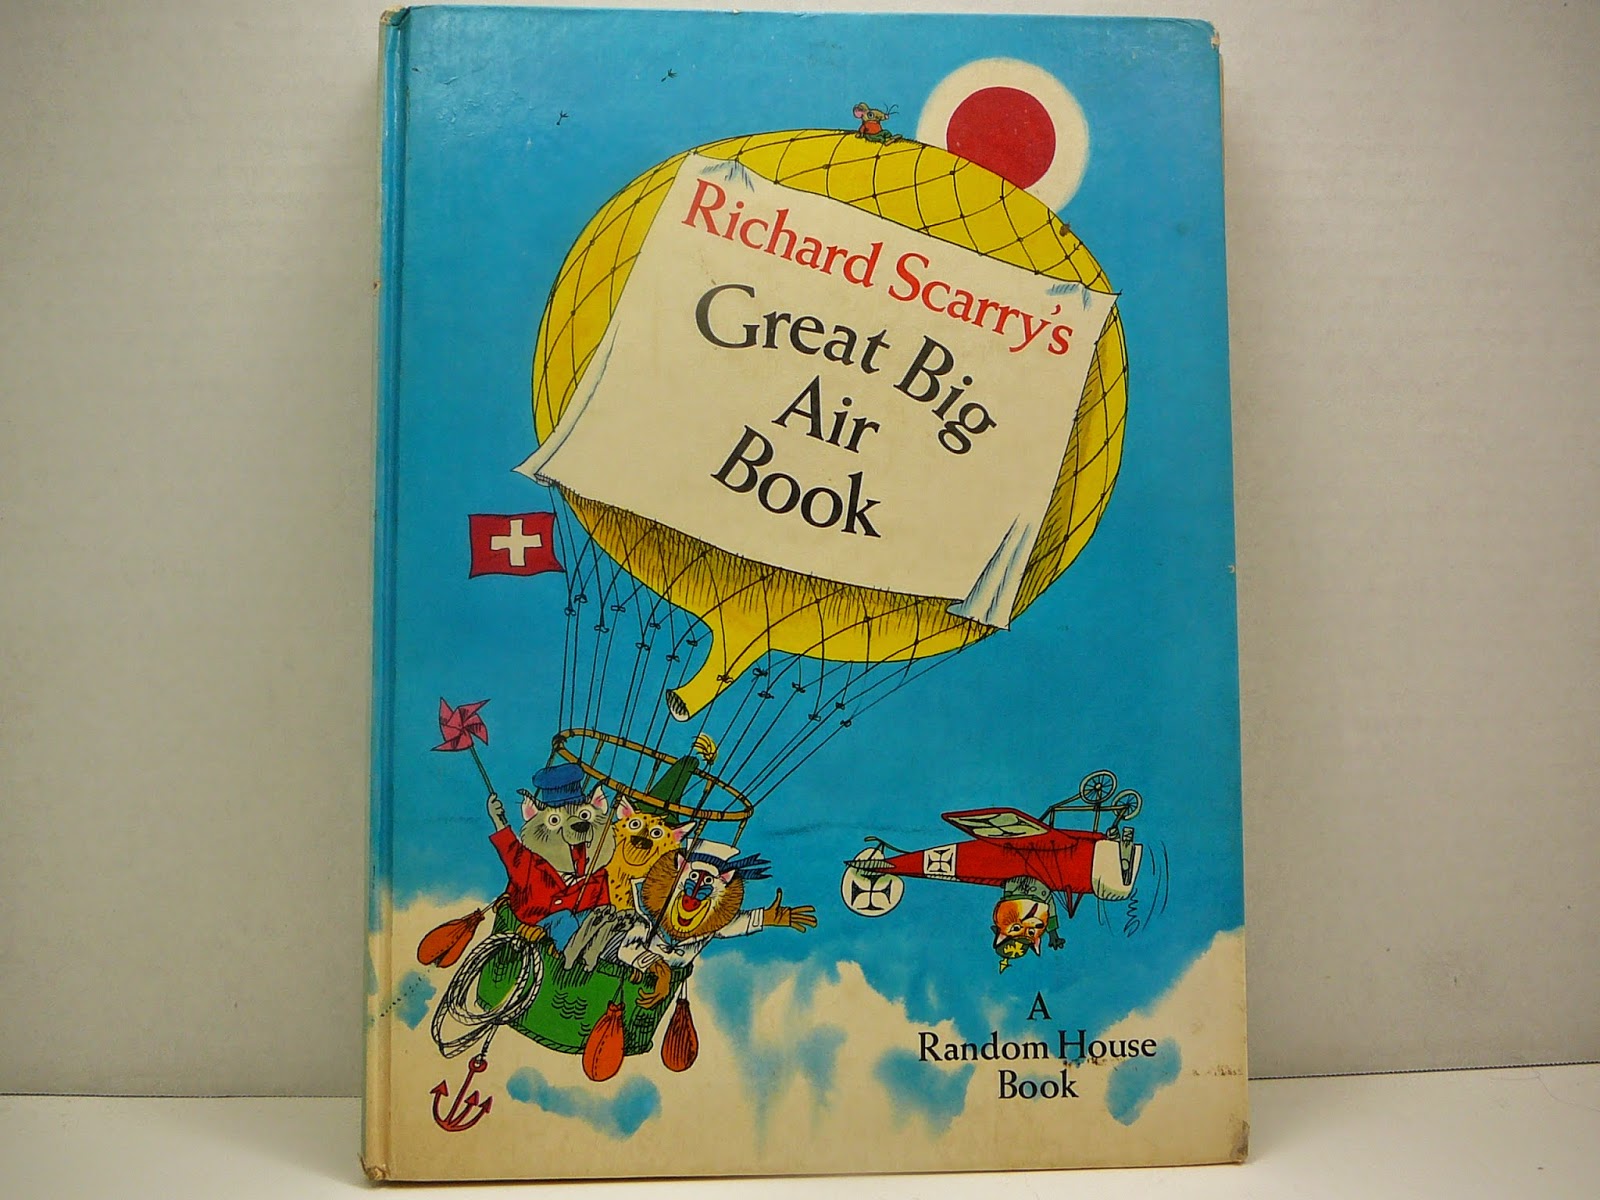 Richard Scarry's
Great Big
Air
Book
A
Random House
Book